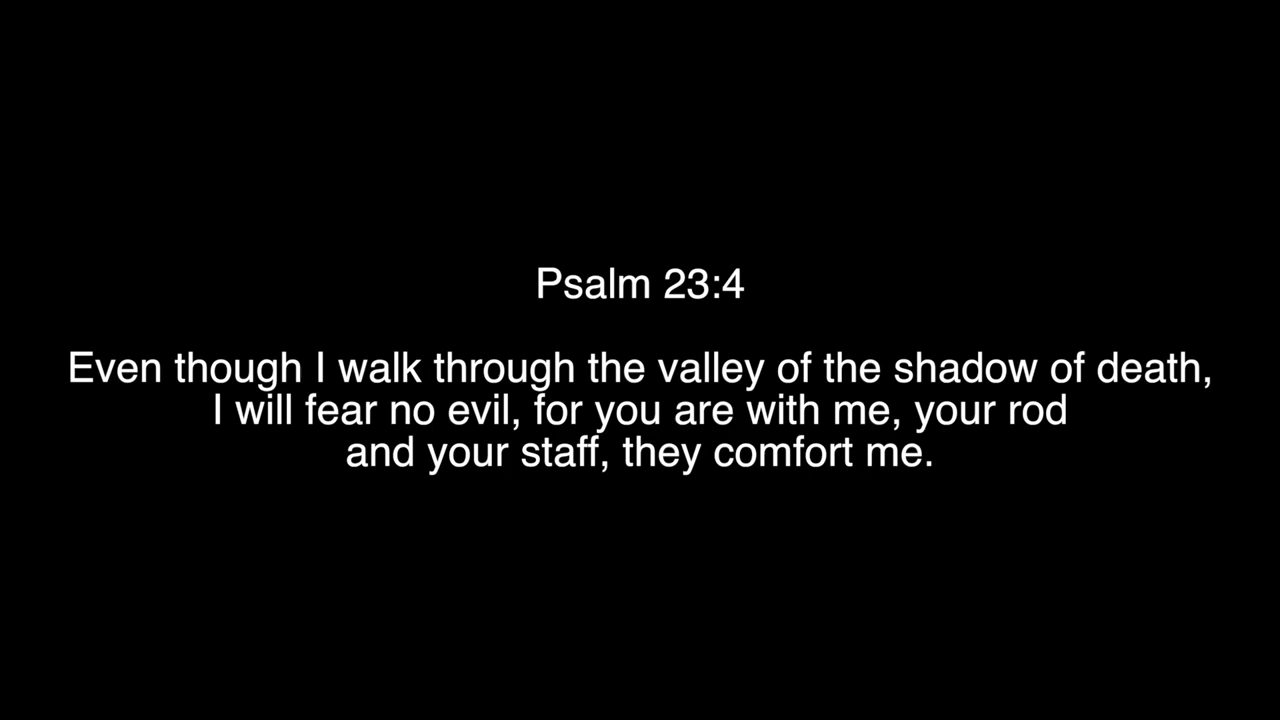 Psalm 23:4
Even though I walk through the valley of the shadow of death,
I will fear no evil, for you are with me, your rod
and your staff, they comfort me.